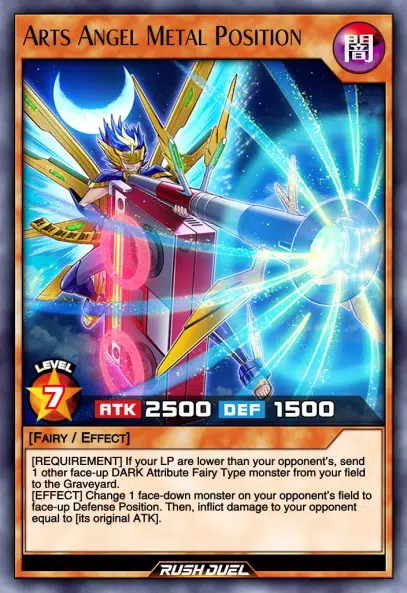 Arts Angel Metal Position
闇
LEVEL
7
ATK 2500 DEF 1500
[Fairy / Effect]
[REQUIREMENT] If your LP are lower than your opponent's, send
1 other face-up DARK Attribute Fairy Type monster from your field
to the Graveyard.
[EFFECT] Change 1 face-down monster on your opponent's field to
face-up Defense Position. Then, inflict damage to your opponent
equal to [its original ATK].
RUSH DUEL